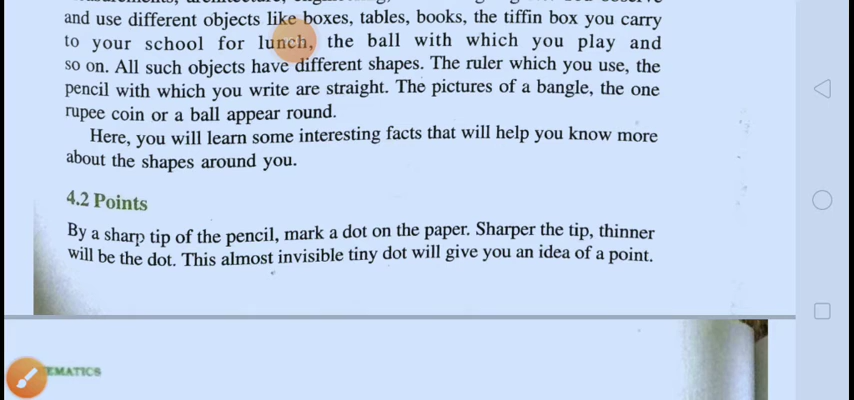 and use different objects like boxes, tables, books, the tiffin box you carry
to your school for lunch, the ball with which you play and
so on. All such objects have different shapes. The ruler which you use, the
pencil with which you write are straight. The pictures of a bangle, the one
rupee coin or a ball appear round.
Here, you will learn some interesting facts that will help you know more
about the shapes around you.
4.2 Points
By a sharp tip of the pencil, mark a dot on the paper. Sharper the tip, thinner
will be the dot. This almost invisible tiny dot will give you an idea of a point.
EMATICS